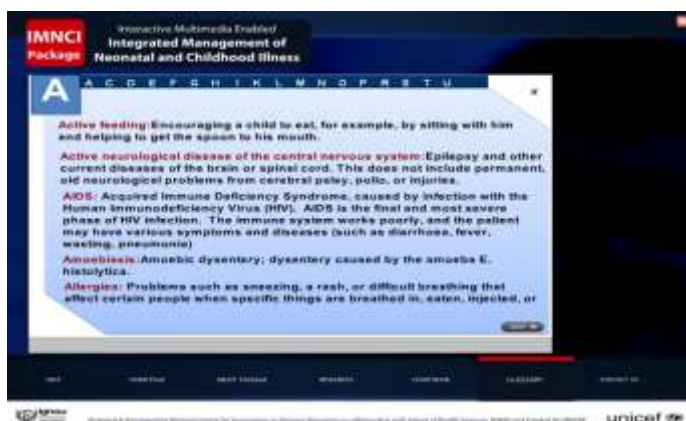 IMNCI
Package
Interactive Multimedia Enabled
Integrated Management of
Neonatal and Childhood Illness
A
A C D E F G H I K L M N O P R S T U
Active feeding:Encouraging a child to eat, for example, by sitting with him
and helping to get the spoon to his mouth.
Active neurological disease of the central nervous system:Epilepsy and other
current diseases of the brain or spinal cord. This does not include permanent,
old neurological problems from cerebral palsy, polio, or injuries.
AIDS: Acquired Immune Deficiency Syndrome, caused by infection with the
Human Immunodeficiency Virus (HIV). AIDS is the final and most severe
phase of HIV infection. The immune system works poorly, and the patient
may have various symptoms and diseases (such as diarrhoea, fever,
wasting, pneumonia)
Amoebiasis:Amoebic dysentery; dysentery caused by the amoeba E.
histolytica.
Allergies: Problems such as sneezing, a rash, or difficult breathing that
affect certain people when specific things are breathed in, eaten, injected, or
GLOSSARY
CONTACT US
unicef